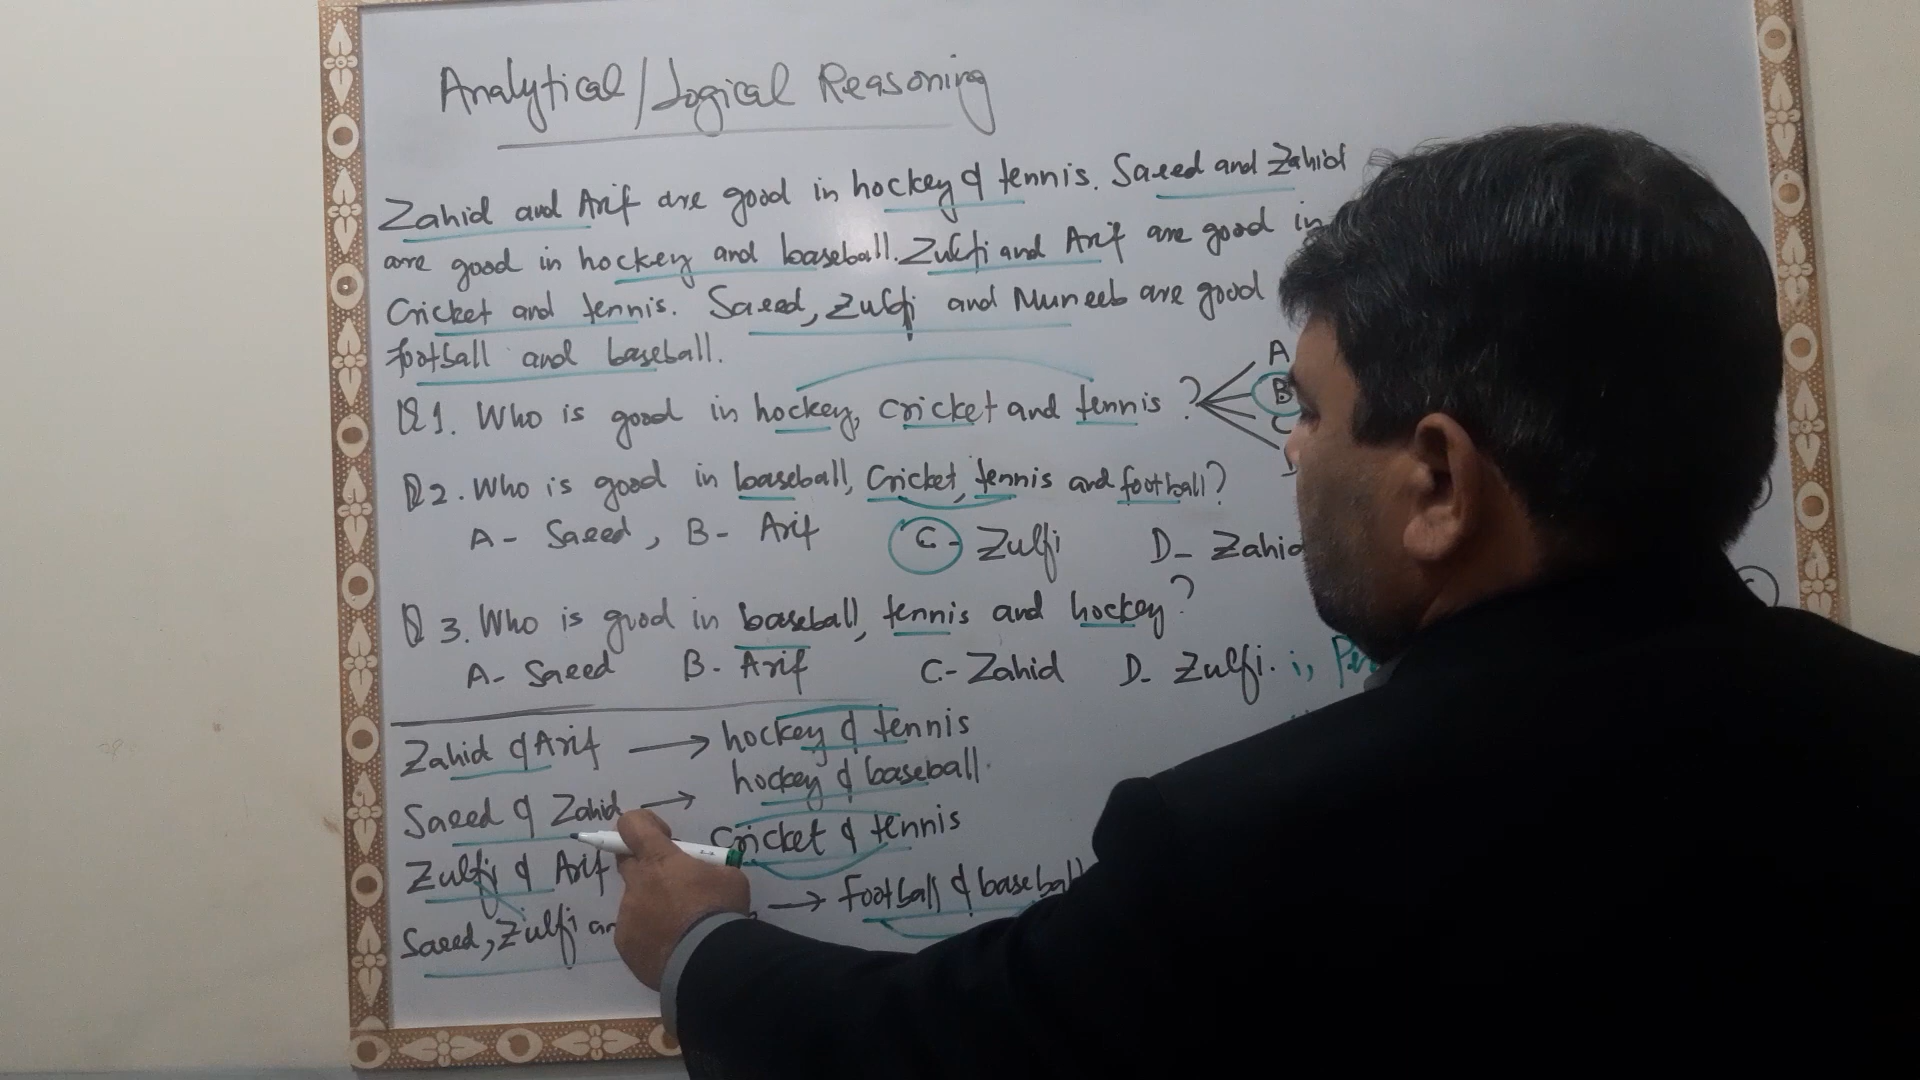 Analytical/Logical Reasoning
Zahid and Arif are good in hockey & tennis. Saeed and Zahid
are good in hockey and baseball. Zulfi and Arif are good in
Cricket and tennis. Saeed, Zulfi and Muneeb are good
football and baseball.
Q1. Who is good in hockey, cricket and tennis? A
B
C
Q2. Who is good in baseball, Cricket, tennis and football?
A- Saeed, B- Arif C- Zulfi D- Zahid
Q3. Who is good in baseball, tennis and hockey?
A- Saeed B- Arif C- Zahid D- Zulfi. i,
Zahid & Arif → hockey & tennis
Saeed & Zahid → hockey & baseball.
Zulfi & Arif Cricket & tennis
Saeed, Zulfi → Football & baseball